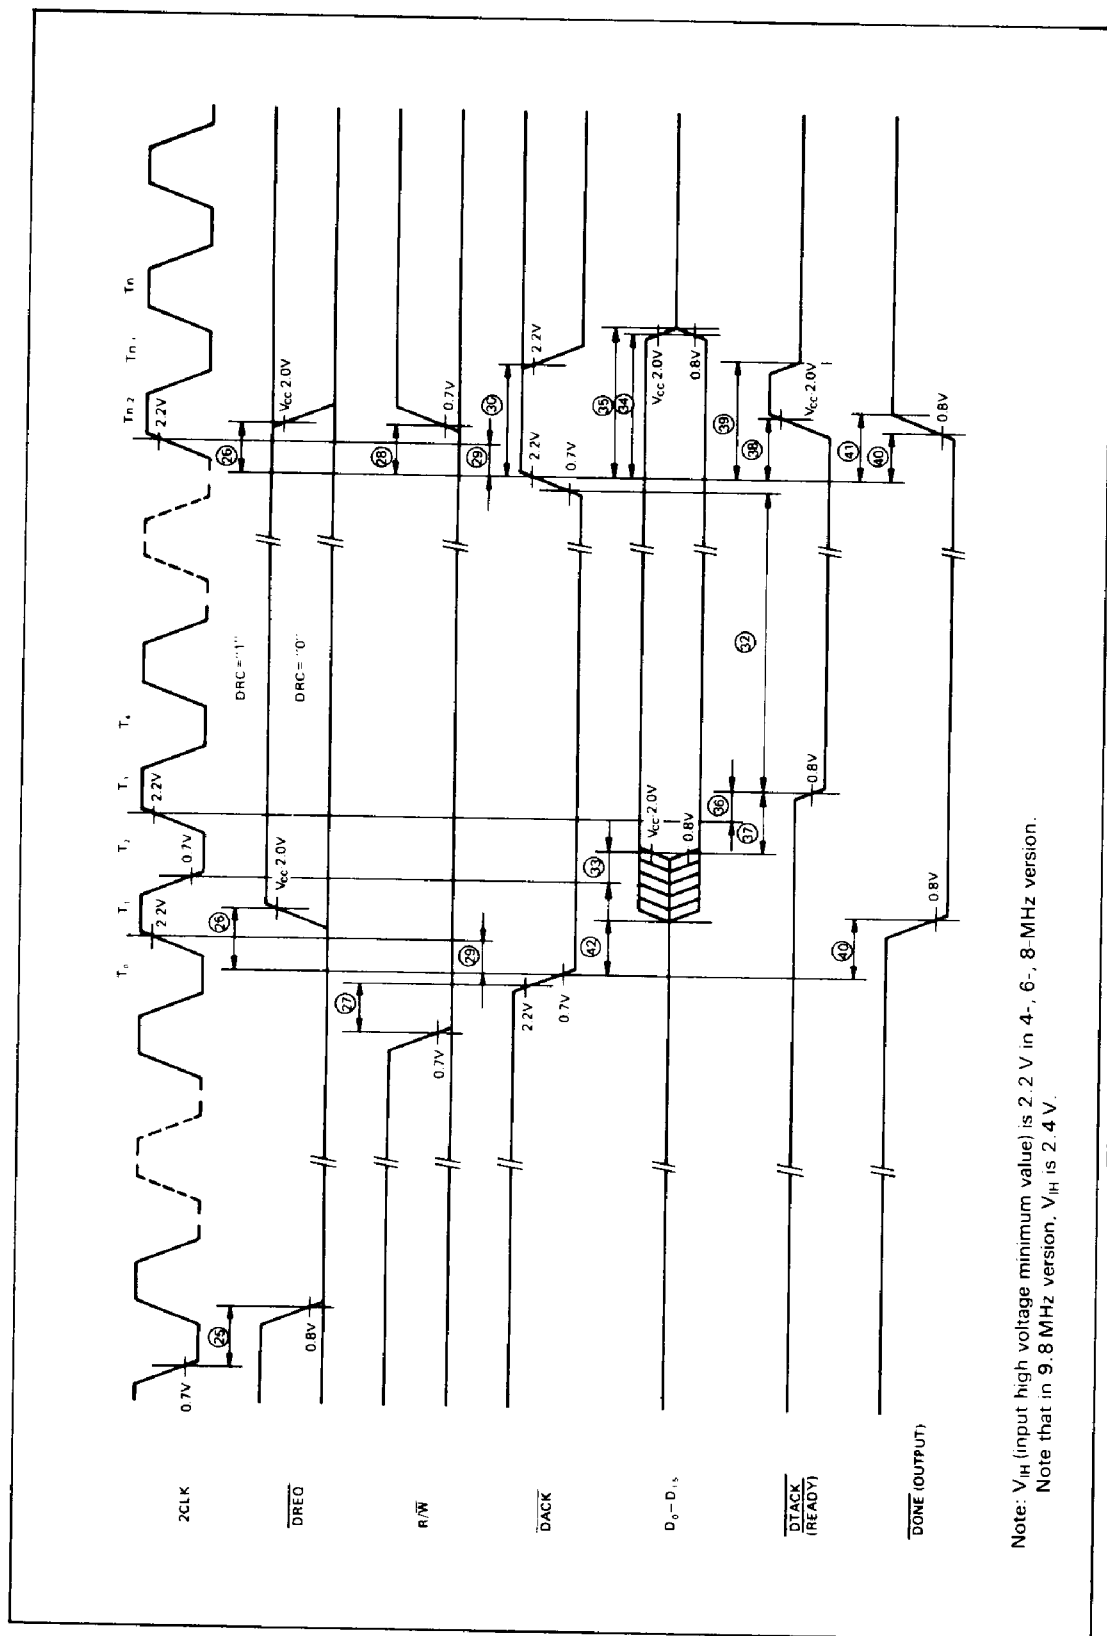 2CLK
0.7V
2.2V
0.7V
2.2V
2.2V
T₀
T₁
T₂
T₃
T₄
Tn-2
Tn-1
Tn
DREQ
㉕
0.8V
㉖
Vcc-2.0V
DRC = "1"
DRC = "0"
㉖
Vcc-2.0V
R/W
0.7V
㉗
㉙
㉘
㉙
0.7V
DACK
2.2V
0.7V
㉚
2.2V
0.7V
2.2V
D₀–D₁₅
㊷
㉝
Vcc-2.0V
0.8V
㉟
㉞
Vcc-2.0V
0.8V
DTACK
(READY)
㊱
㊲
0.8V
㉜
㊴
㊳
Vcc-2.0V
DONE (OUTPUT)
㊵
0.8V
㊶
㊵
0.8V
Note: VIH (input high voltage minimum value) is 2.2 V in 4-, 6-, 8-MHz version.
Note that in 9.8 MHz version, VIH is 2.4 V.